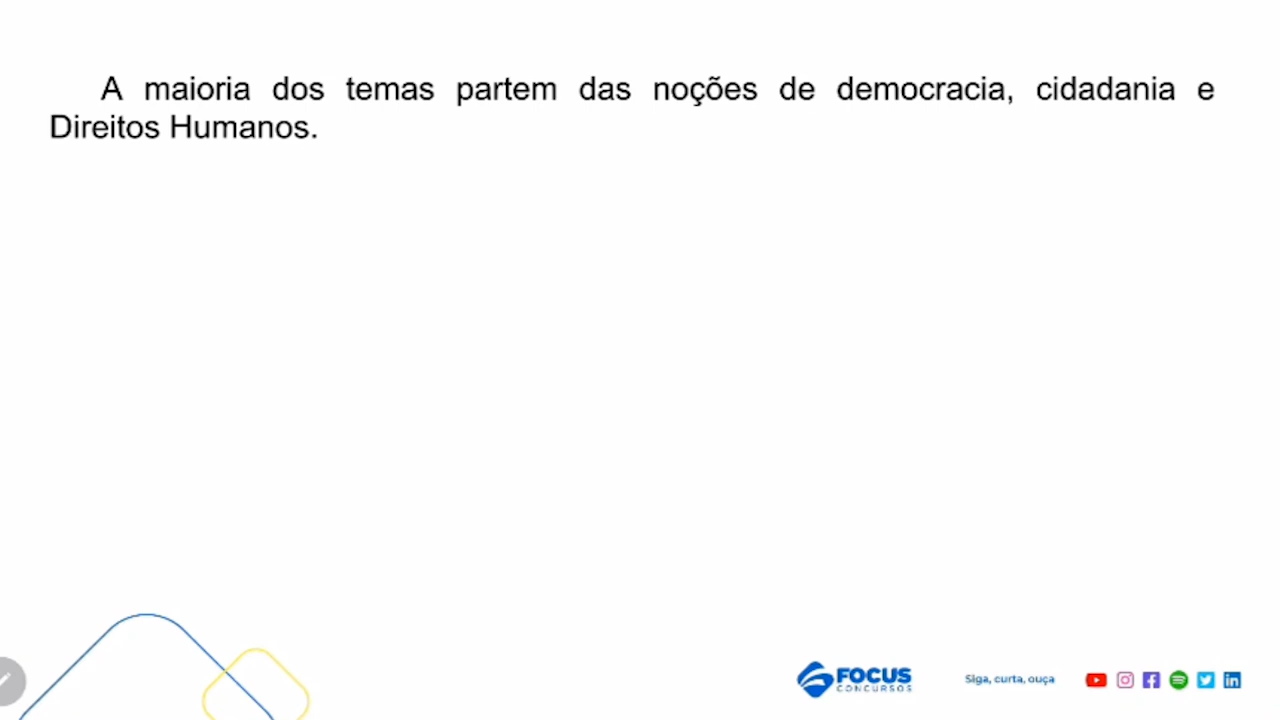 A maioria dos temas partem das noções de democracia, cidadania e
Direitos Humanos.
FOCUS
CONCURSOS
Siga, curta, ouça